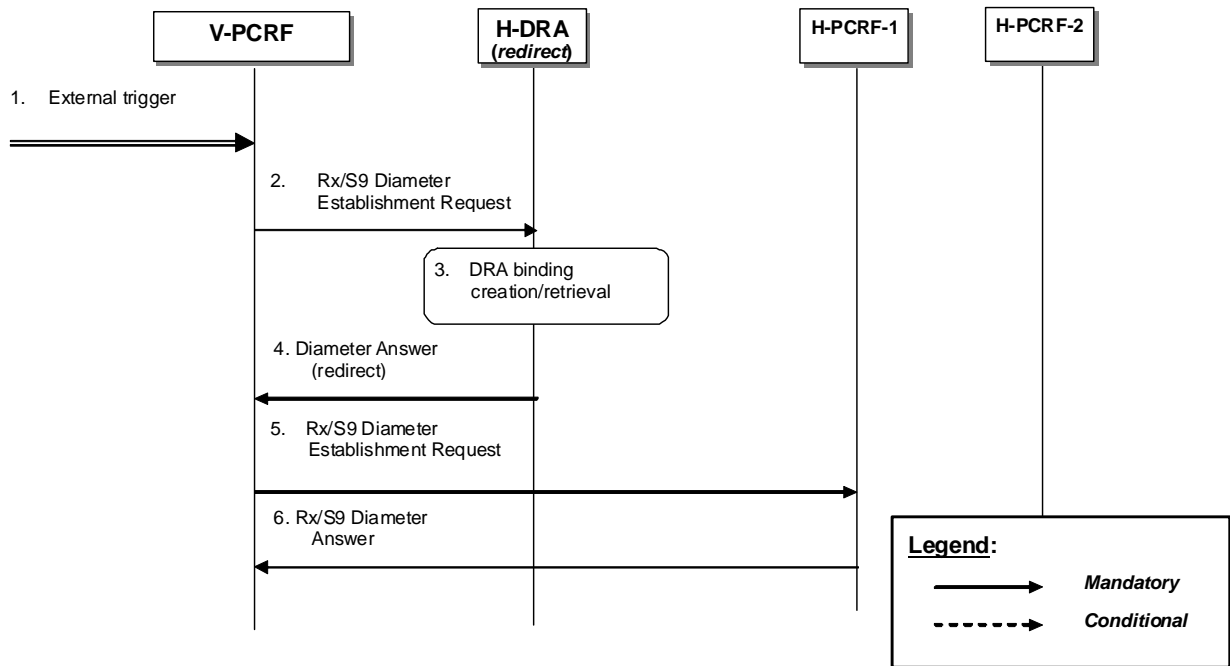 V-PCRF
H-DRA
(redirect)
H-PCRF-1
H-PCRF-2
1. External trigger
2. Rx/S9 Diameter
Establishment Request
3. DRA binding
creation/retrieval
4. Diameter Answer
(redirect)
5. Rx/S9 Diameter
Establishment Request
6. Rx/S9 Diameter
Answer
Legend:
Mandatory
Conditional